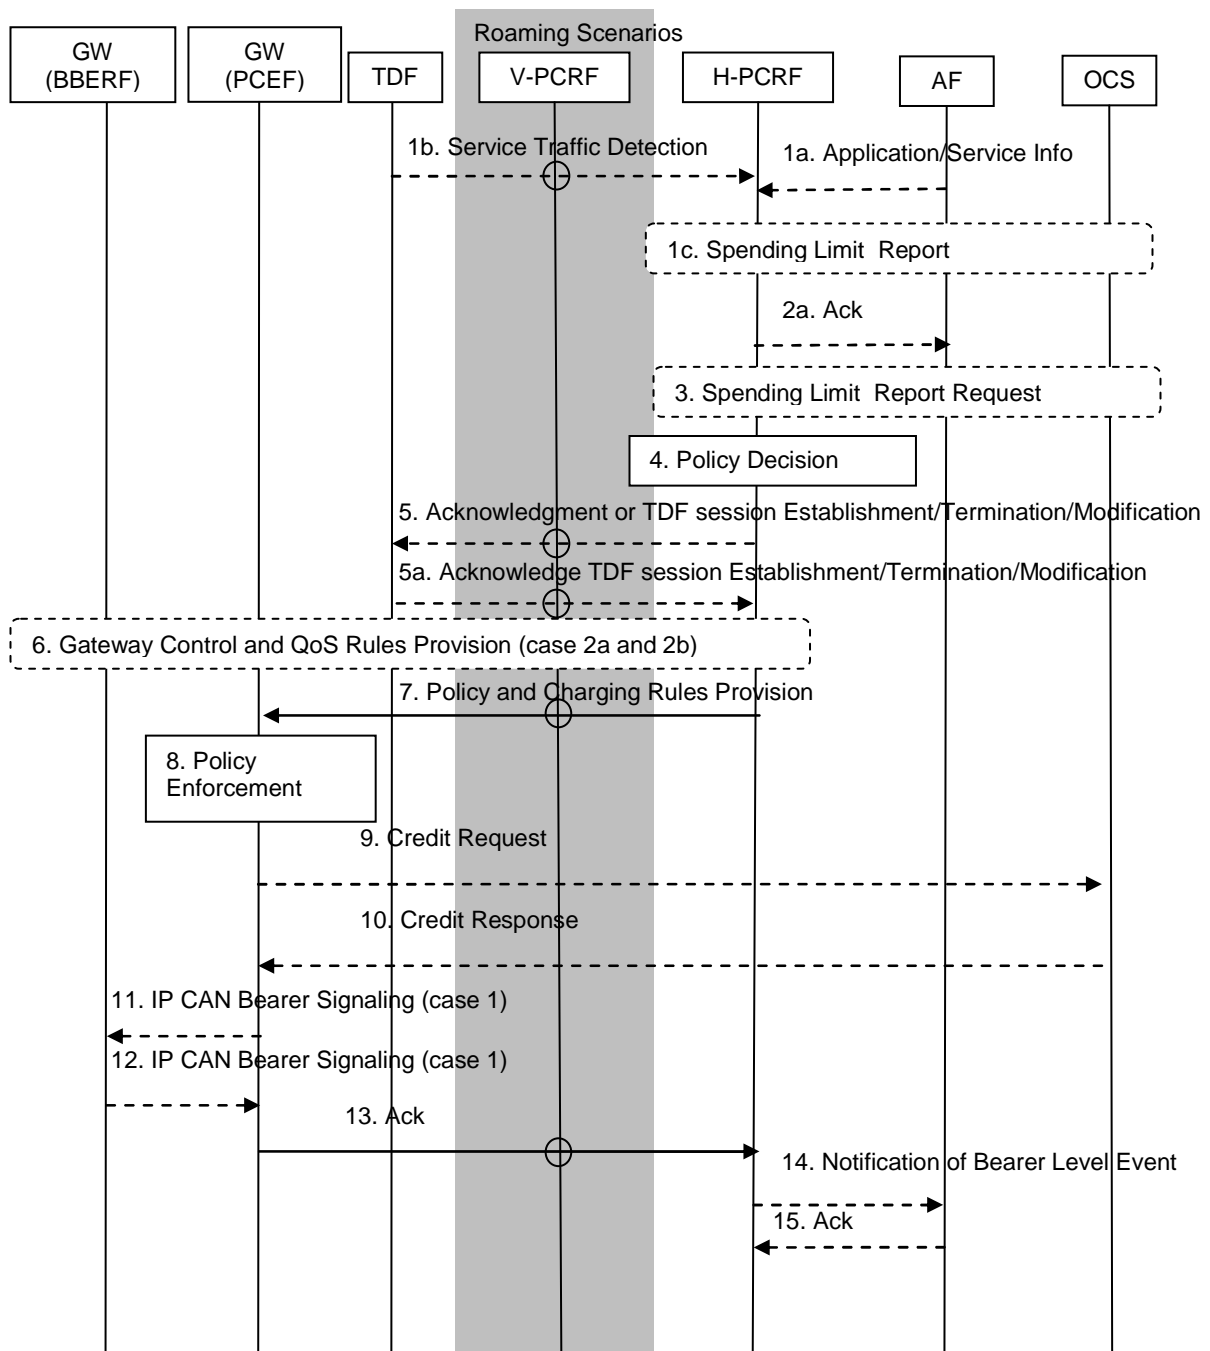 Roaming Scenarios
GW
(BBERF)
GW
(PCEF)
TDF
V-PCRF
H-PCRF
AF
OCS
1b. Service Traffic Detection
1a. Application/Service Info
1c. Spending Limit Report
2a. Ack
3. Spending Limit Report Request
4. Policy Decision
5. Acknowledgment or TDF session Establishment/Termination/Modification
5a. Acknowledge TDF session Establishment/Termination/Modification
6. Gateway Control and QoS Rules Provision (case 2a and 2b)
7. Policy and Charging Rules Provision
8. Policy
Enforcement
9. Credit Request
10. Credit Response
11. IP CAN Bearer Signaling (case 1)
12. IP CAN Bearer Signaling (case 1)
13. Ack
14. Notification of Bearer Level Event
15. Ack